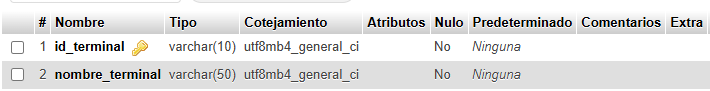 # Nombre Tipo Cotejamiento Atributos Nulo Predeterminado Comentarios Extra
1 id_terminal varchar(10) utf8mb4_general_ci No Ninguna
2 nombre_terminal varchar(50) utf8mb4_general_ci No Ninguna